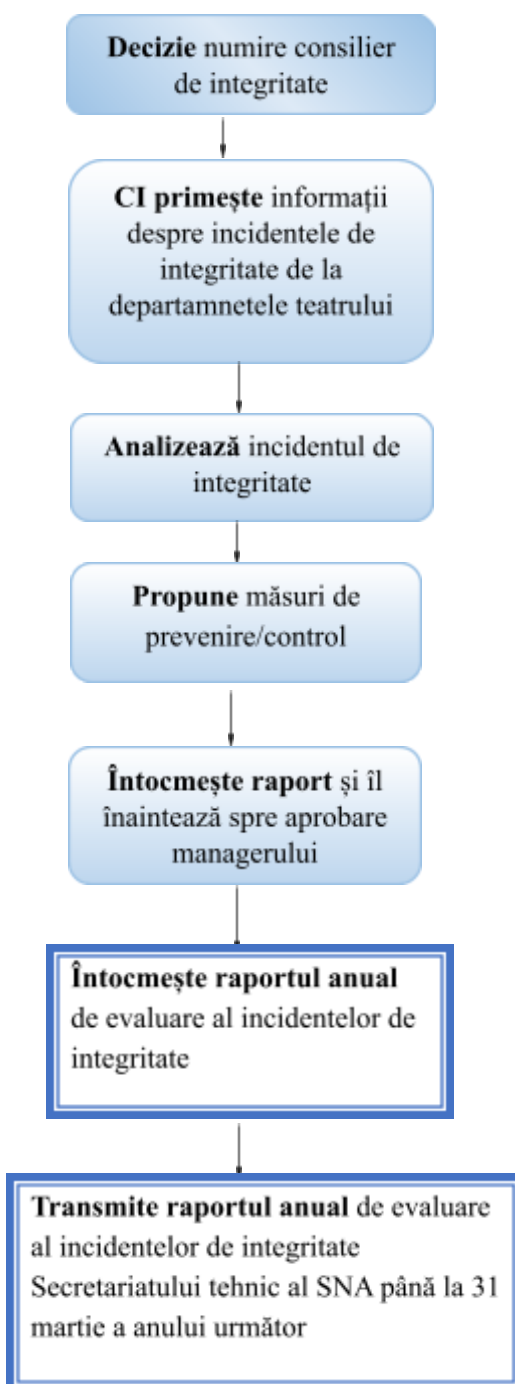 Decizie numire consilier
de integritate
CI primește informații
despre incidentele de
integritate de la
departamnetele teatrului
Analizează incidentul de
integritate
Propune măsuri de
prevenire/control
Întocmește raport și îl
înaintează spre aprobare
managerului
Întocmește raportul anual
de evaluare al incidentelor de
integritate
Transmite raportul anual de evaluare
al incidentelor de integritate
Secretariatului tehnic al SNA până la 31
martie a anului următor